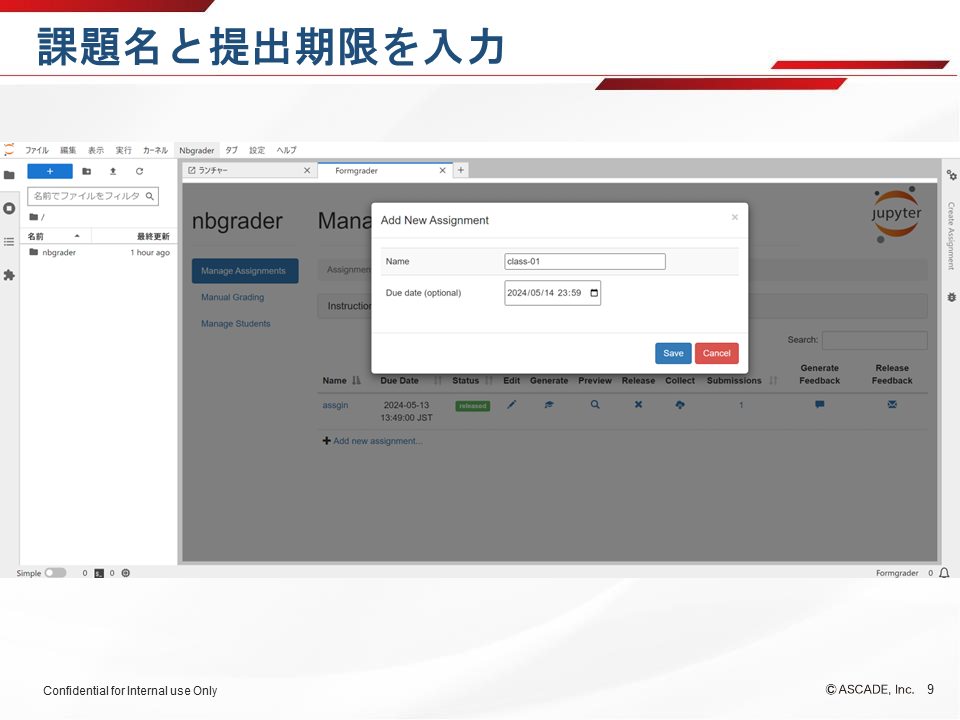 課題名と提出期限を入力
ファイル 編集 表示 実行 カーネル Nbgrader タブ 設定 ヘルプ
+
ランチャー × Formgrader × +
名前でファイルをフィルタ
/
名前 最終更新
nbgrader 1 hour ago
nbgrader
Mana
jupyter
Create Assignment
Manage Assignments
Manual Grading
Manage Students
Assignmen
Instruction
Add New Assignment ×
Name class-01
Due date (optional) 2024/05/14 23:59
Save Cancel
Search:
Name Due Date Status Edit Generate Preview Release Collect Submissions Generate Feedback Release Feedback
assgin 2024-05-13 13:49:00 JST released 1
Add new assignment...
Simple 0 0
Formgrader 0
Confidential for Internal use Only
© ASCADE, Inc. 9